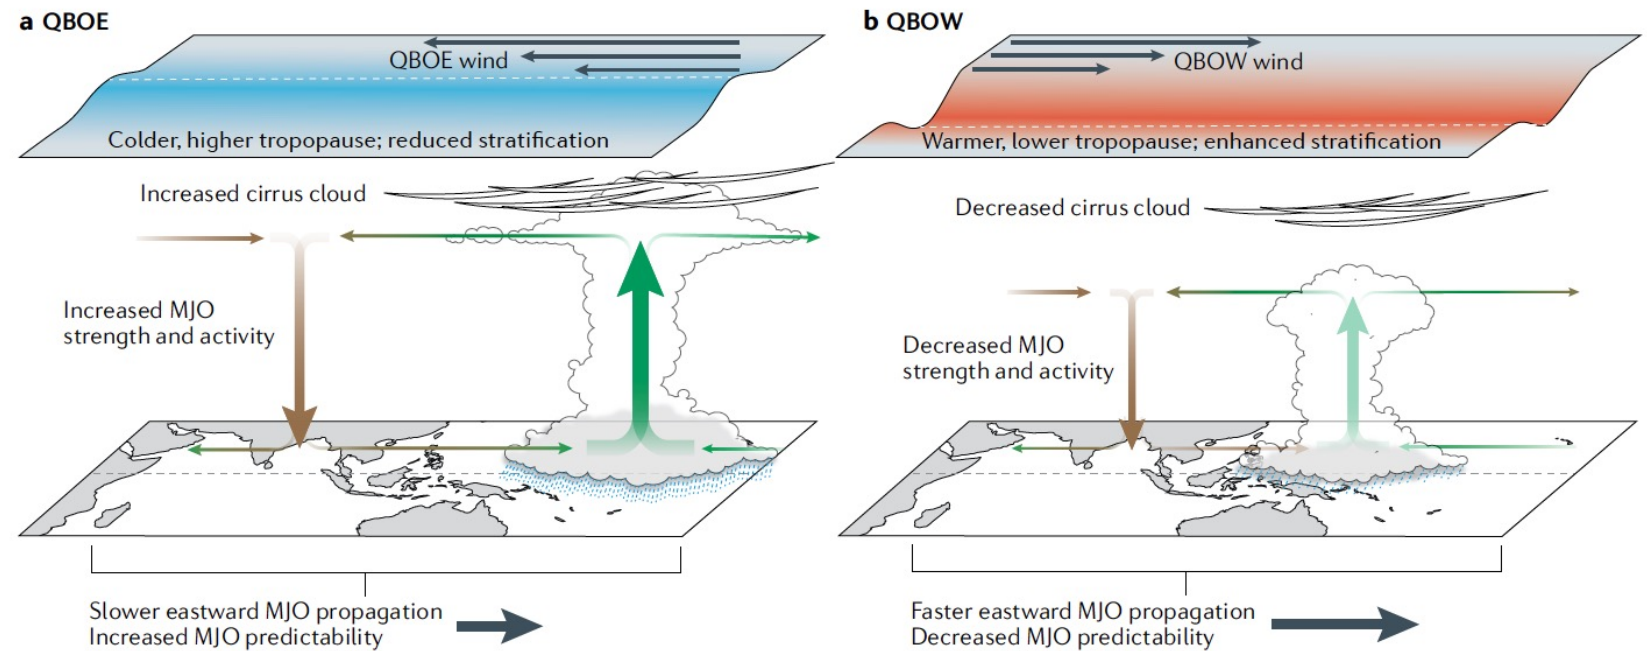 a QBOE
QBOE wind
Colder, higher tropopause; reduced stratification
Increased cirrus cloud
Increased MJO
strength and activity
Slower eastward MJO propagation
Increased MJO predictability
b QBOW
QBOW wind
Warmer, lower tropopause; enhanced stratification
Decreased cirrus cloud
Decreased MJO
strength and activity
Faster eastward MJO propagation
Decreased MJO predictability